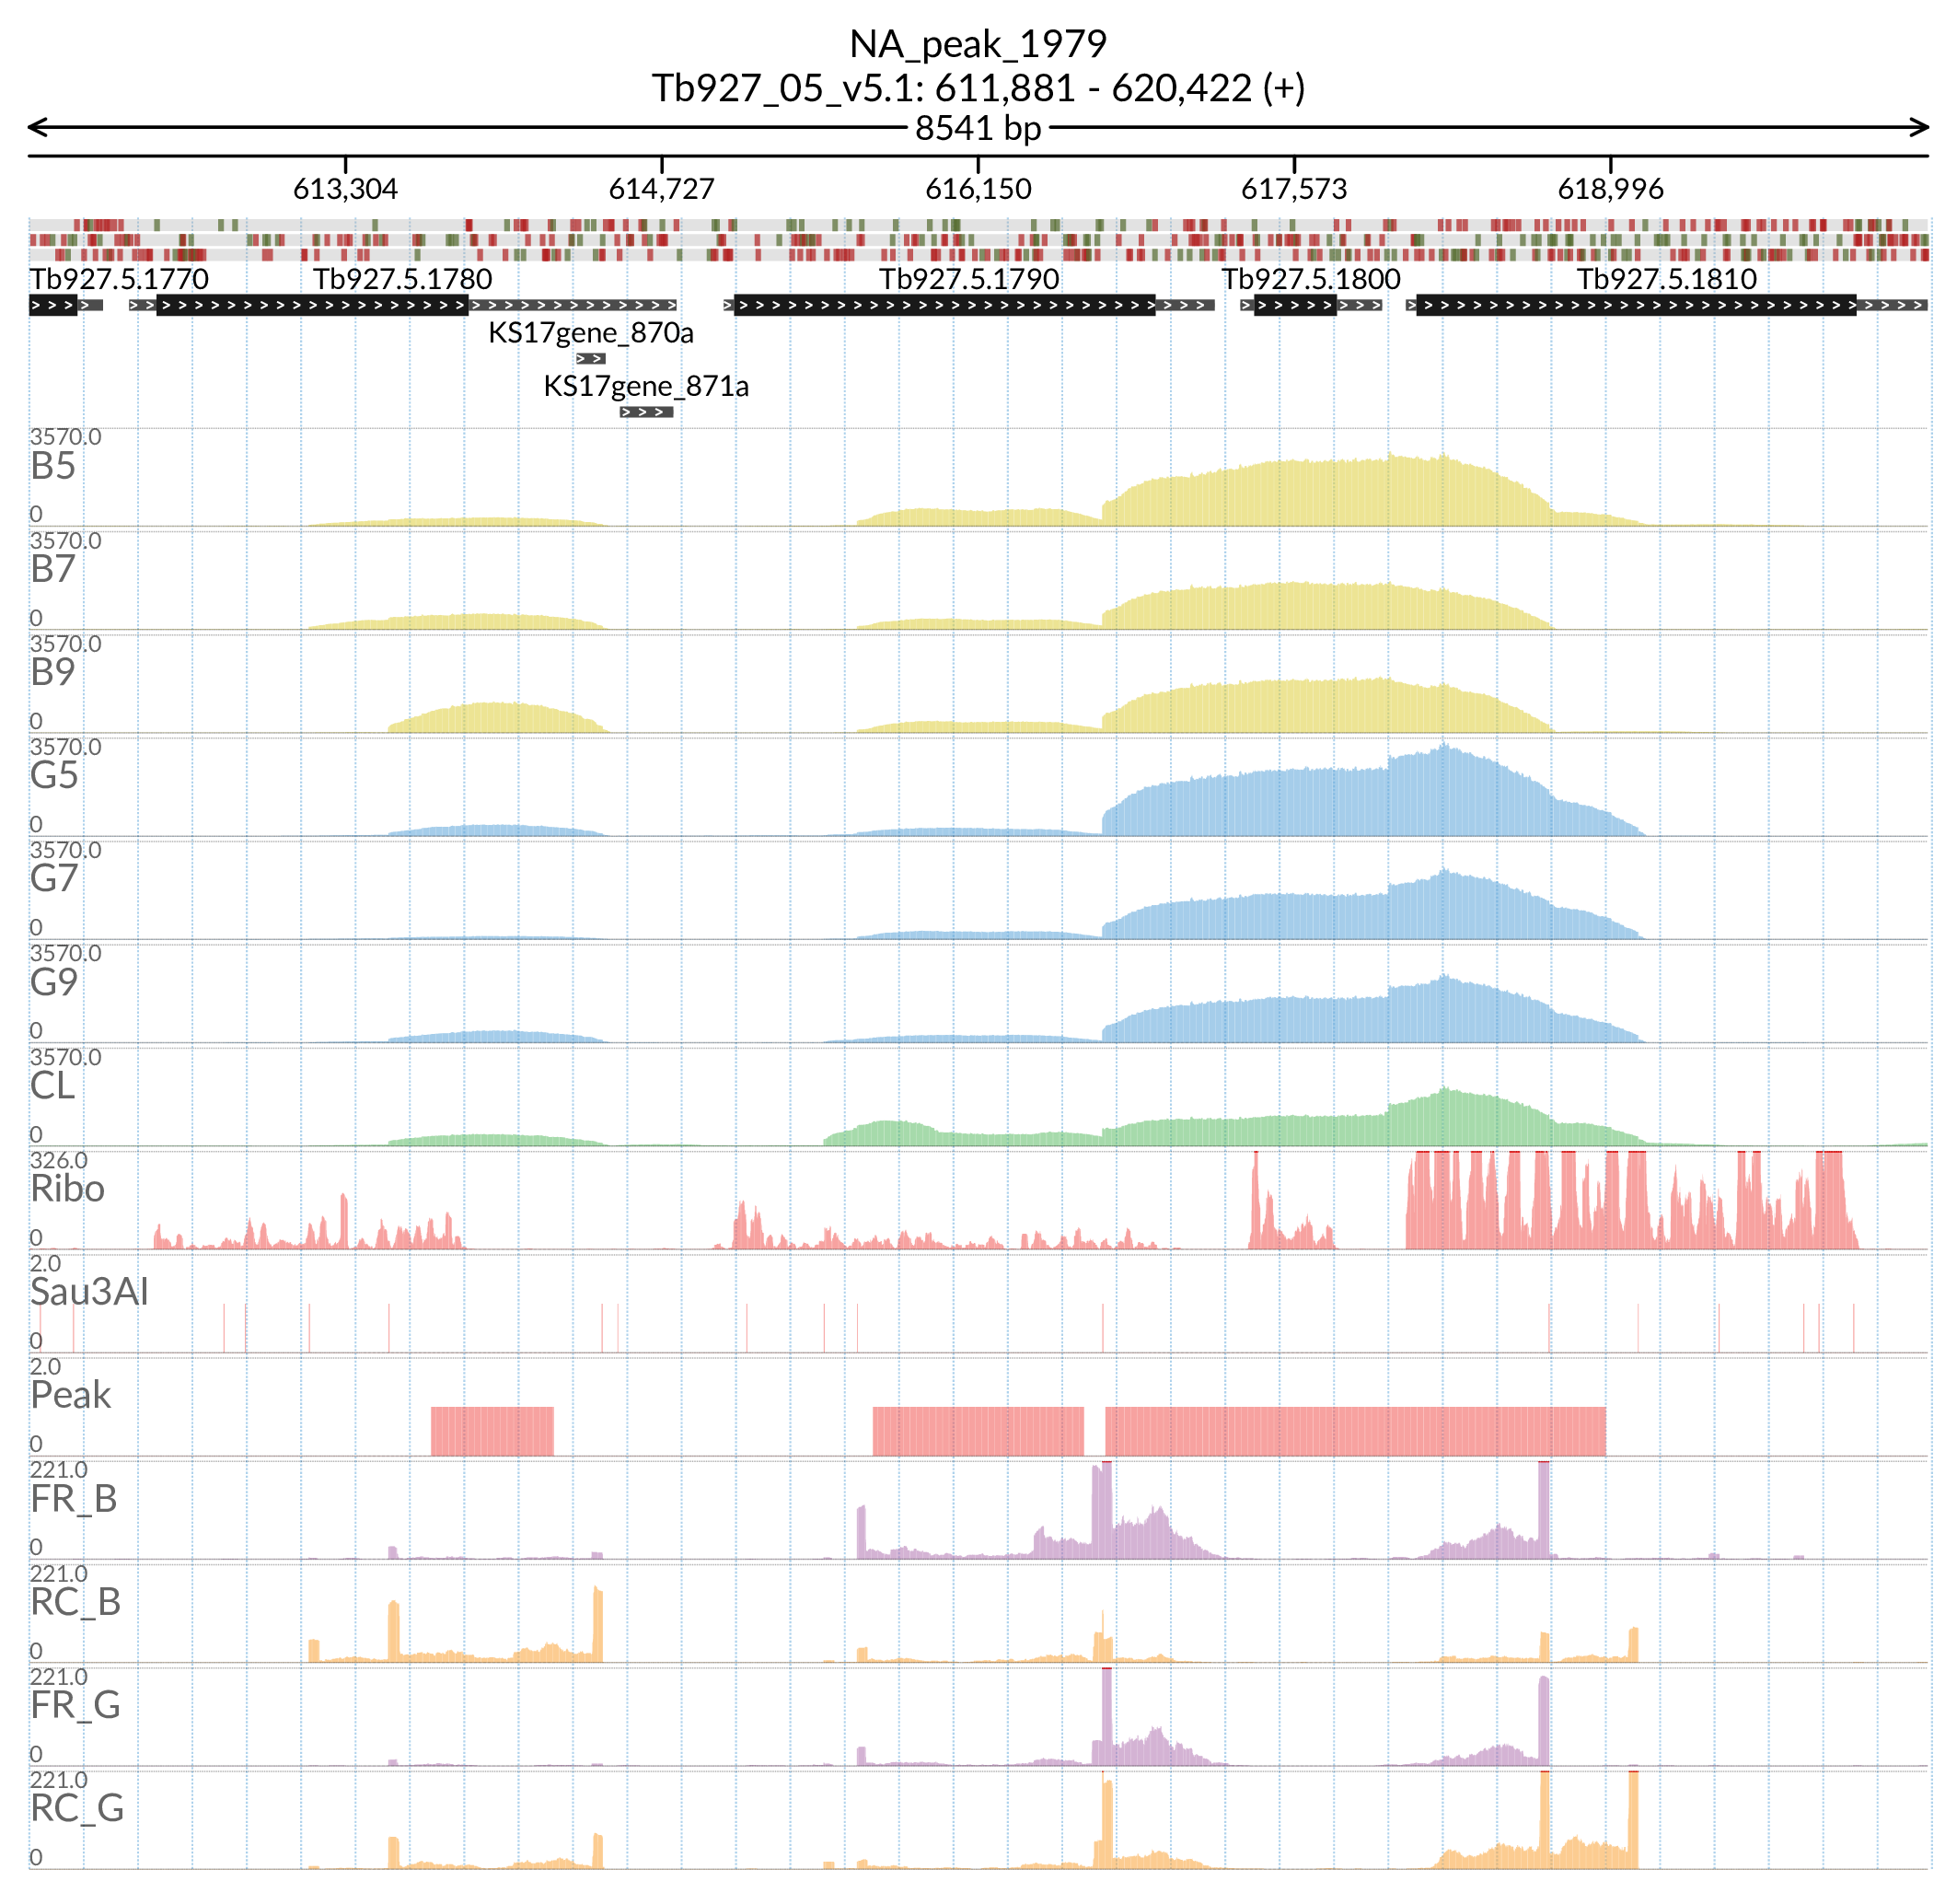 NA_peak_1979
Tb927_05_v5.1: 611,881 - 620,422 (+)
8541 bp
613,304 614,727 616,150 617,573 618,996
Tb927.5.1770 Tb927.5.1780 Tb927.5.1790 Tb927.5.1800 Tb927.5.1810
KS17gene_870a
KS17gene_871a
3570.0
B5
0
3570.0
B7
0
3570.0
B9
0
3570.0
G5
0
3570.0
G7
0
3570.0
G9
0
3570.0
CL
0
326.0
Ribo
0
2.0
Sau3AI
0
2.0
Peak
0
221.0
FR_B
0
221.0
RC_B
0
221.0
FR_G
0
221.0
RC_G
0